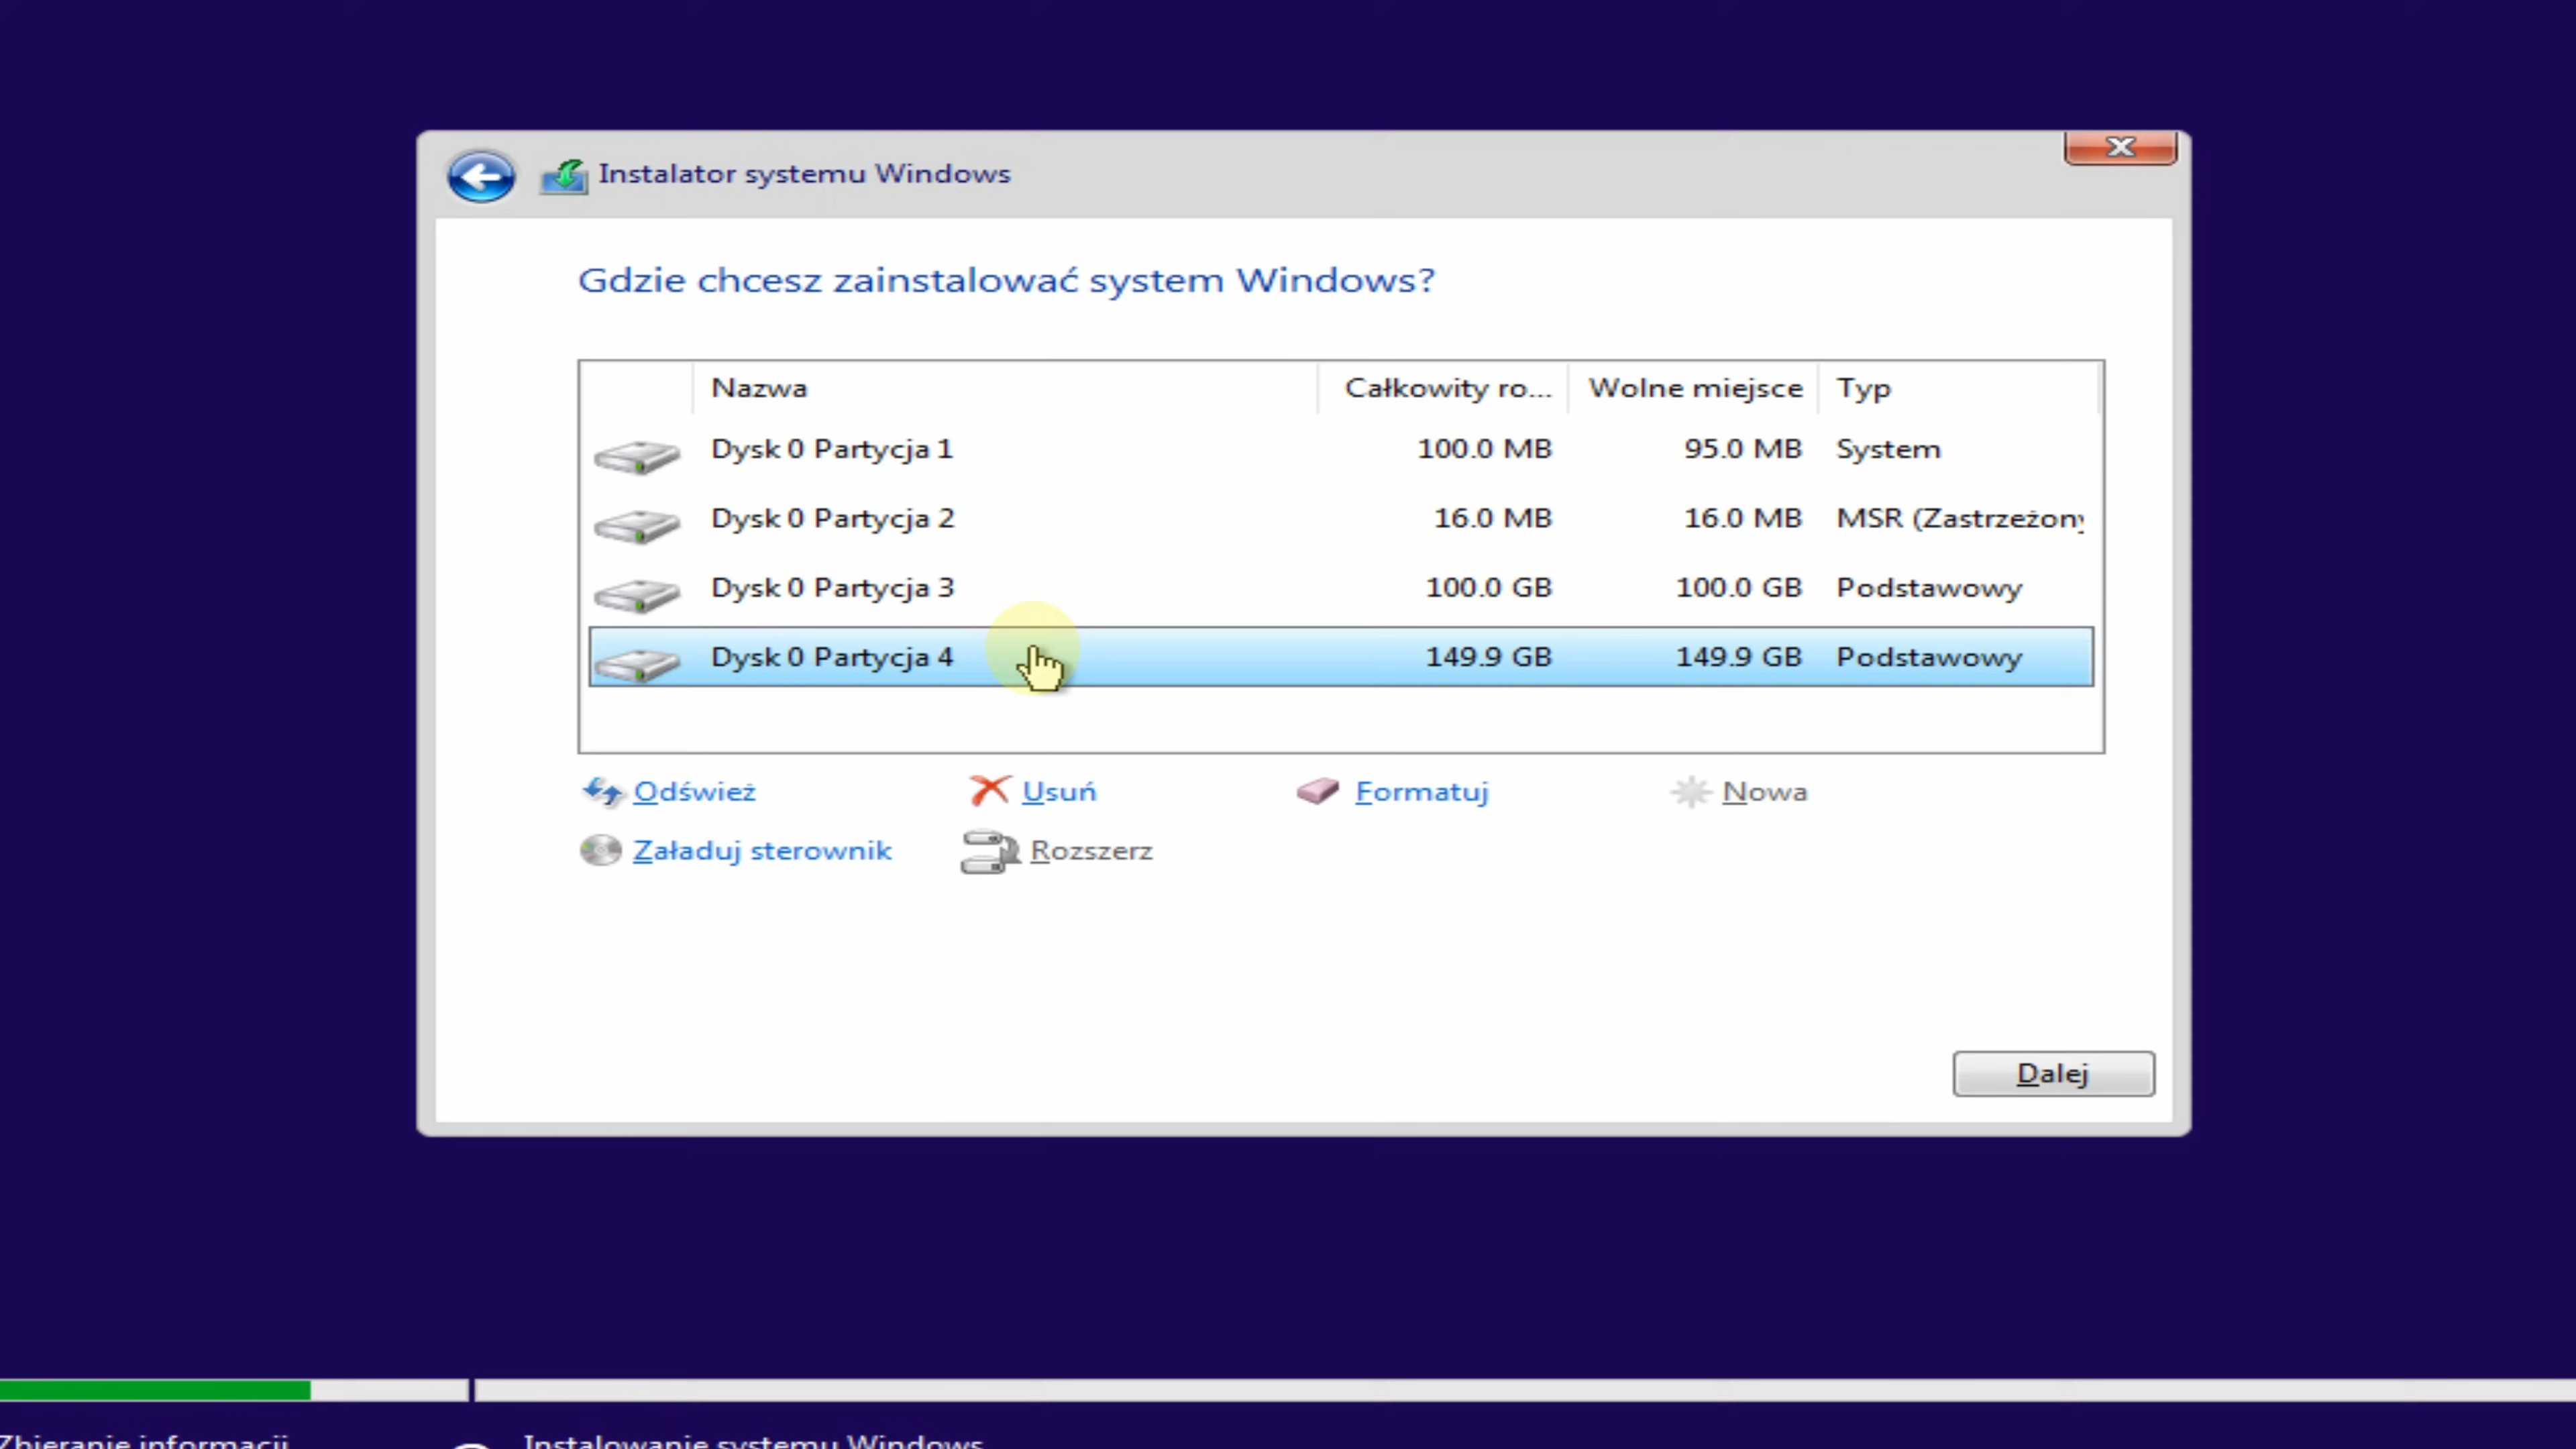 Instalator systemu Windows
Gdzie chcesz zainstalować system Windows?
Nazwa Całkowity ro... Wolne miejsce Typ
Dysk 0 Partycja 1 100.0 MB 95.0 MB System
Dysk 0 Partycja 2 16.0 MB 16.0 MB MSR (Zastrzeżony
Dysk 0 Partycja 3 100.0 GB 100.0 GB Podstawowy
Dysk 0 Partycja 4 149.9 GB 149.9 GB Podstawowy
Odśwież Usuń Formatuj Nowa
Załaduj sterownik Rozszerz
Dalej
Zbieranie informacji Instalowanie systemu Windows